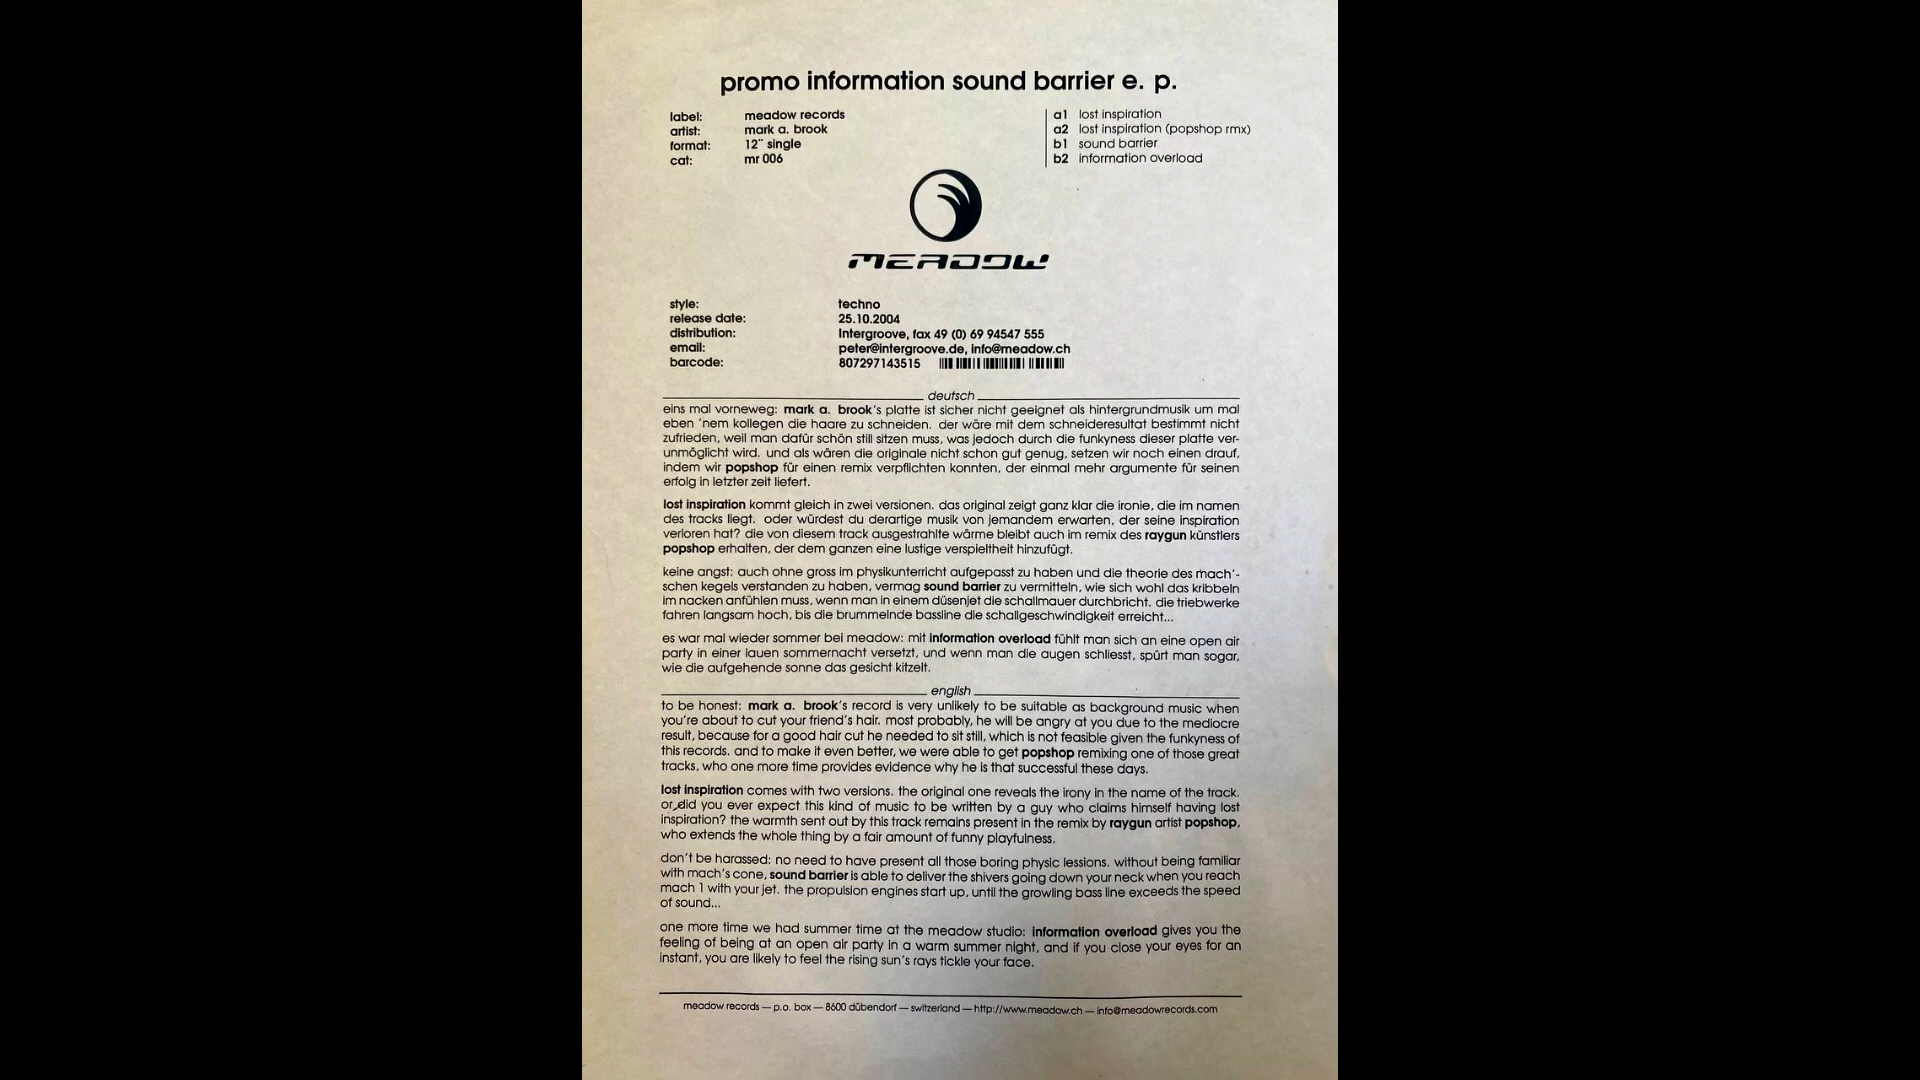 promo information sound barrier e. p.
label: meadow records
artist: mark a. brook
format: 12" single
cat: mr 006
a1 lost inspiration
a2 lost inspiration (popshop rmx)
b1 sound barrier
b2 information overload
MEADOW
style: techno
release date: 25.10.2004
distribution: Intergroove, fax 49 (0) 69 94547 555
email: peter@intergroove.de, info@meadow.ch
barcode: 807297143515
deutsch
eins mal vorneweg: mark a. brook's platte ist sicher nicht geeignet als hintergrundmusik um mal
eben 'nem kollegen die haare zu schneiden. der wäre mit dem schneideresultat bestimmt nicht
zufrieden, weil man dafür schön still sitzen muss, was jedoch durch die funkyness dieser platte ver-
unmöglicht wird. und als wären die originale nicht schon gut genug, setzen wir noch einen drauf,
indem wir popshop für einen remix verpflichten konnten, der einmal mehr argumente für seinen
erfolg in letzter zeit liefert.
lost inspiration kommt gleich in zwei versionen. das original zeigt ganz klar die ironie, die im namen
des tracks liegt. oder würdest du derartige musik von jemandem erwarten, der seine inspiration
verloren hat? die von diesem track ausgestrahlte wärme bleibt auch im remix des raygun künstlers
popshop erhalten, der dem ganzen eine lustige verspieltheit hinzufügt.
keine angst: auch ohne gross im physikunterricht aufgepasst zu haben und die theorie des mach'-
schen kegels verstanden zu haben, vermag sound barrier zu vermitteln, wie sich wohl das kribbeln
im nacken anfühlen muss, wenn man in einem düsenjet die schallmauer durchbricht. die triebwerke
fahren langsam hoch, bis die brummelnde bassline die schallgeschwindigkeit erreicht...
es war mal wieder sommer bei meadow: mit information overload fühlt man sich an eine open air
party in einer lauen sommernacht versetzt, und wenn man die augen schliesst, spürt man sogar,
wie die aufgehende sonne das gesicht kitzelt.
english
to be honest: mark a. brook's record is very unlikely to be suitable as background music when
you're about to cut your friend's hair. most probably, he will be angry at you due to the mediocre
result, because for a good hair cut he needed to sit still, which is not feasible given the funkyness of
this records. and to make it even better, we were able to get popshop remixing one of those great
tracks, who one more time provides evidence why he is that successful these days.
lost inspiration comes with two versions. the original one reveals the irony in the name of the track.
or did you ever expect this kind of music to be written by a guy who claims himself having lost
inspiration? the warmth sent out by this track remains present in the remix by raygun artist popshop,
who extends the whole thing by a fair amount of funny playfulness.
don't be harassed: no need to have present all those boring physic lessions. without being familiar
with mach's cone, sound barrier is able to deliver the shivers going down your neck when you reach
mach 1 with your jet. the propulsion engines start up, until the growling bass line exceeds the speed
of sound...
one more time we had summer time at the meadow studio: information overload gives you the
feeling of being at an open air party in a warm summer night, and if you close your eyes for an
instant, you are likely to feel the rising sun's rays tickle your face.
meadow records — p.o. box — 8600 dübendorf — switzerland — http://www.meadow.ch — info@meadowrecords.com